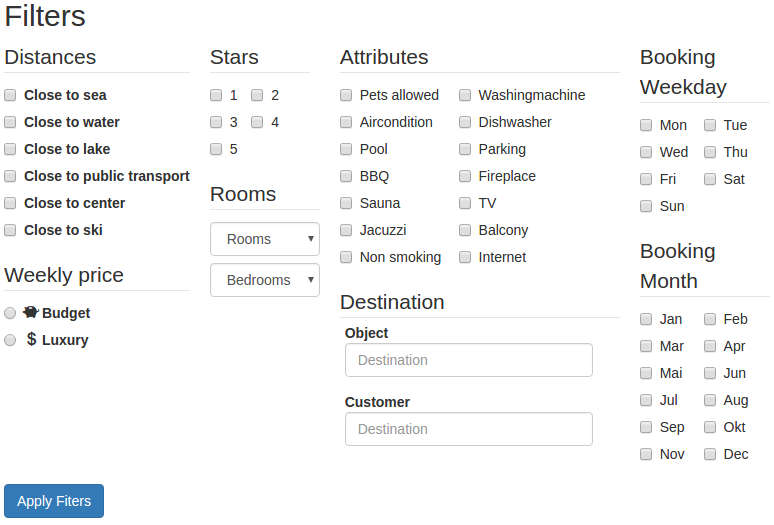 Filters
Distances
Close to sea
Close to water
Close to lake
Close to public transport
Close to center
Close to ski
Weekly price
Budget
$ Luxury
Stars
1 2
3 4
5
Rooms
Rooms
Bedrooms
Attributes
Pets allowed Washingmachine
Aircondition Dishwasher
Pool Parking
BBQ Fireplace
Sauna TV
Jacuzzi Balcony
Non smoking Internet
Destination
Object
Destination
Customer
Destination
Booking
Weekday
Mon Tue
Wed Thu
Fri Sat
Sun
Booking
Month
Jan Feb
Mar Apr
Mai Jun
Jul Aug
Sep Okt
Nov Dec
Apply Fiters